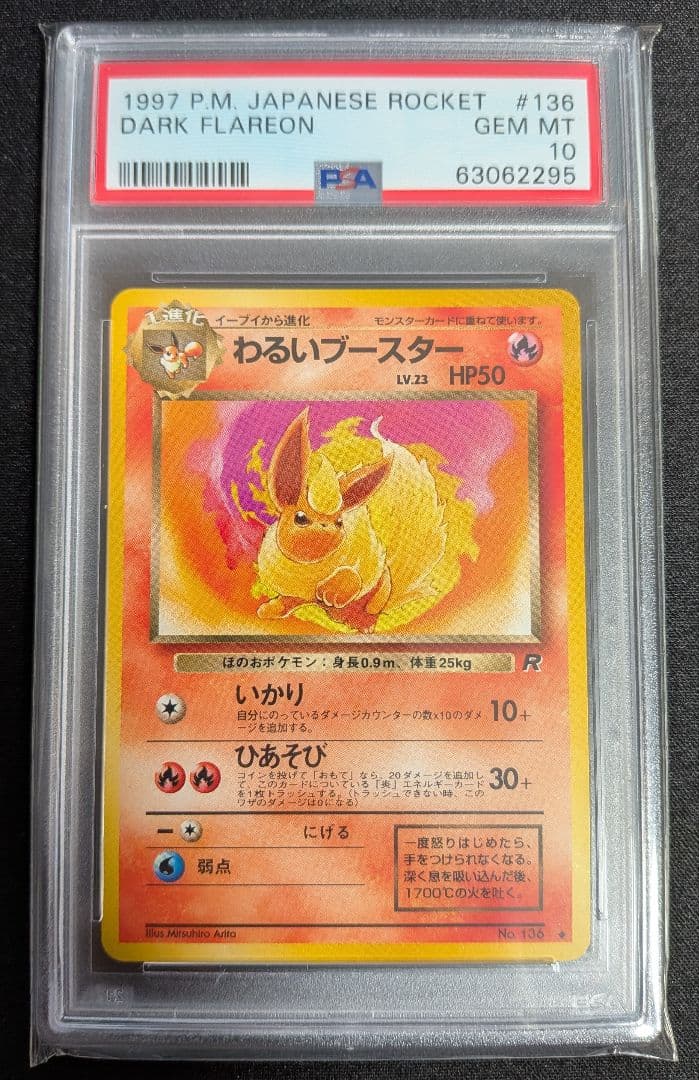 1997 P.M. JAPANESE ROCKET #136
DARK FLAREON GEM MT
10
PSA 63062295
1進化 イーブイから進化 モンスターカードに重ねて使います。
わるいブースター
LV.23 HP50
ほのおポケモン：身長0.9m、体重25kg R
いかり
自分にのっているダメージカウンターの数x10のダメ
ージを追加する。
10+
ひあそび
コインを投げて「おもて」なら、20ダメージを追加し
て、このカードについている「炎」エネルギーカード
を1枚トラッシュする。（トラッシュできない時、この
ワザのダメージは0になる）
30+
にげる
弱点
一度怒りはじめたら、
手をつけられなくなる。
深く息を吸い込んだ後、
1700℃の火を吐く。
Illus.Mitsuhiro Arita No.136